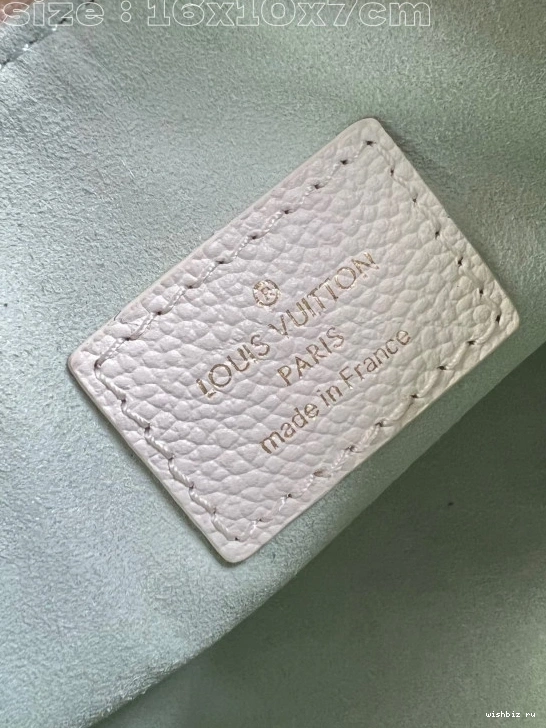 size : 16x10x7cm
®
LOUIS VUITTON
PARIS
made in France
wishbiz ru